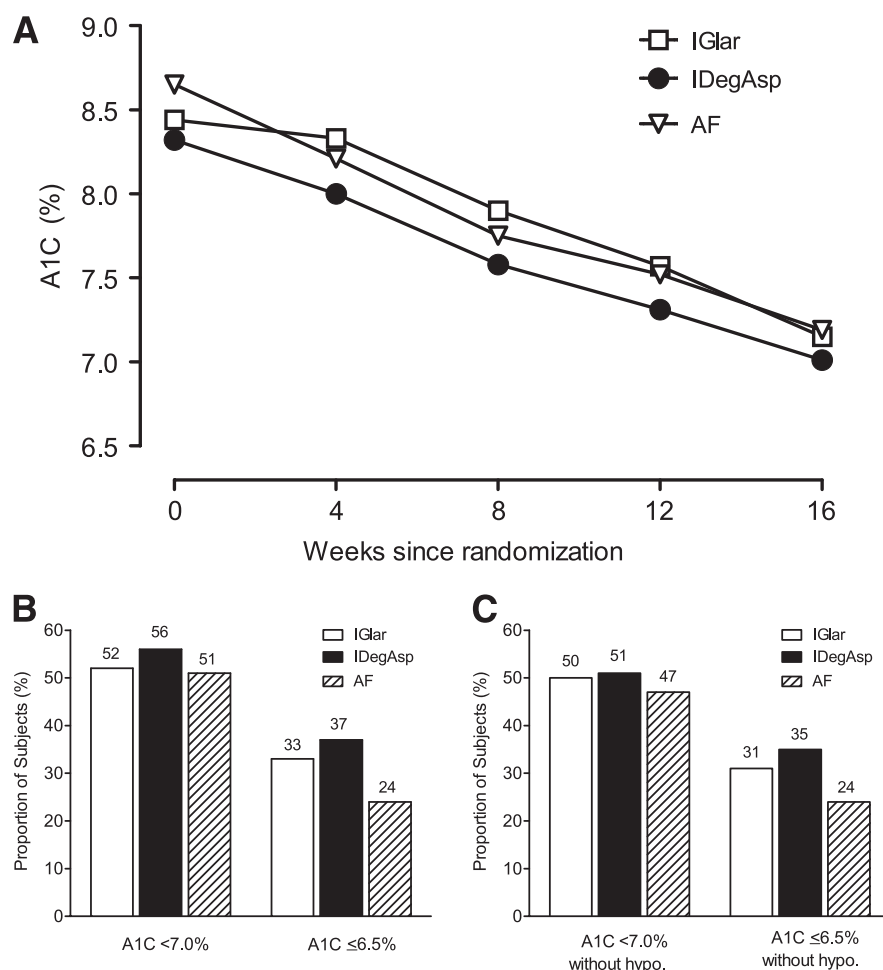 A
9.0
8.5
8.0
7.5
7.0
6.5
A1C (%)
IGlar
IDegAsp
AF
0 4 8 12 16
Weeks since randomization
B
60
50
40
30
20
10
0
Proportion of Subjects (%)
IGlar
IDegAsp
AF
52 56 51
33 37 24
A1C <7.0% A1C ≤6.5%
C
60
50
40
30
20
10
0
Proportion of Subjects (%)
IGlar
IDegAsp
AF
50 51 47
31 35 24
A1C <7.0%
without hypo.
A1C ≤6.5%
without hypo.